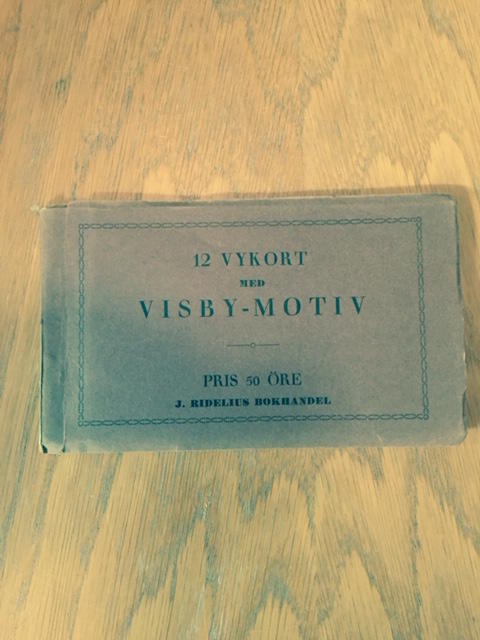 12 VYKORT
MED
VISBY-MOTIV
PRIS 50 ÖRE
J. RIDELIUS BOKHANDEL